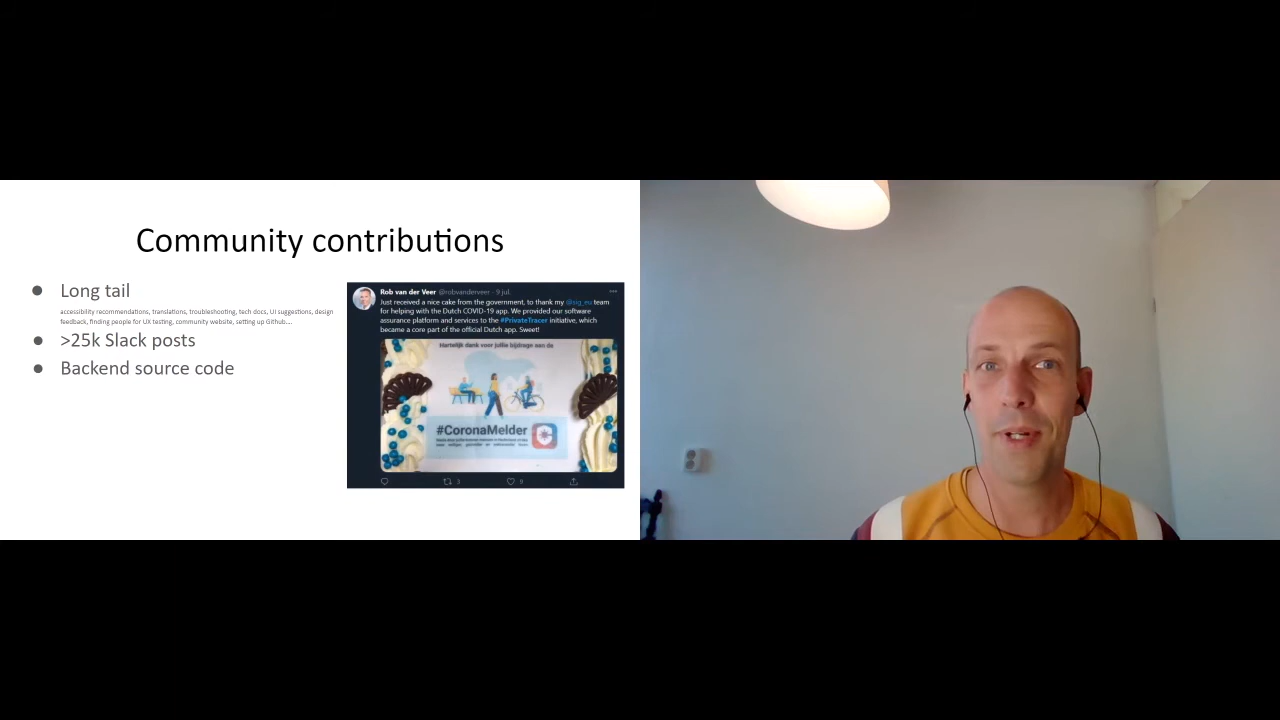 Community contributions
Long tail
accessibility recommendations, translations, troubleshooting, tech docs, UI suggestions, design
feedback, finding people for UX testing, community website, setting up Github....
>25k Slack posts
Backend source code
Rob van der Veer @robvanderveer · 9 jul.
Just received a nice cake from the government, to thank my @sig_eu team
for helping with the Dutch COVID-19 app. We provided our software
assurance platform and services to the #PrivateTracer initiative, which
became a core part of the official Dutch app. Sweet!
Hartelijk dank voor jullie bijdrage aan de
#CoronaMelder
3